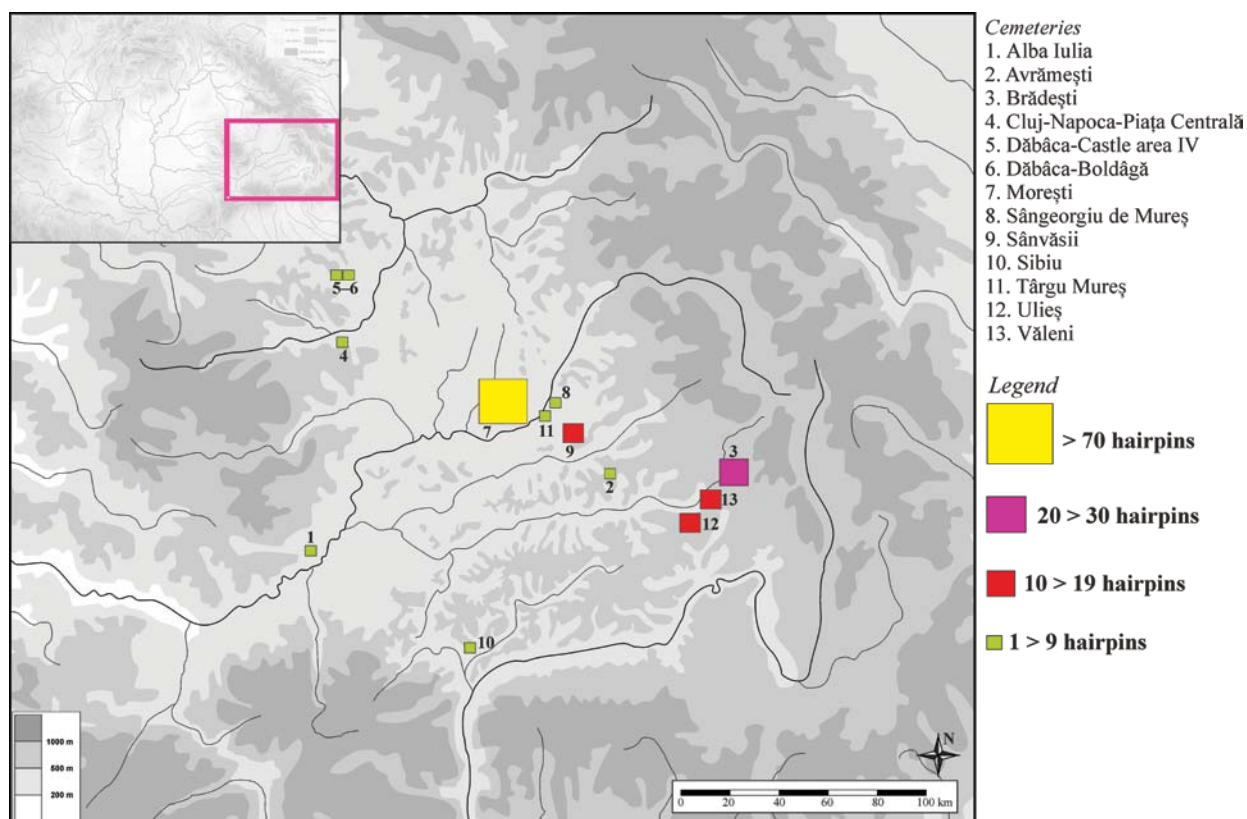 Cemeteries
1. Alba Iulia
2. Avrămești
3. Brădești
4. Cluj-Napoca-Piața Centrală
5. Dăbâca-Castle area IV
6. Dăbâca-Boldâgă
7. Morești
8. Sângeorgiu de Mureș
9. Sânvăsii
10. Sibiu
11. Târgu Mureș
12. Ulieș
13. Văleni
Legend
> 70 hairpins
20 > 30 hairpins
10 > 19 hairpins
1 > 9 hairpins
5–6
4
8
7
11
9
3
2
13
12
1
10
1000 m
500 m
200 m
N
0 20 40 60 80 100 km